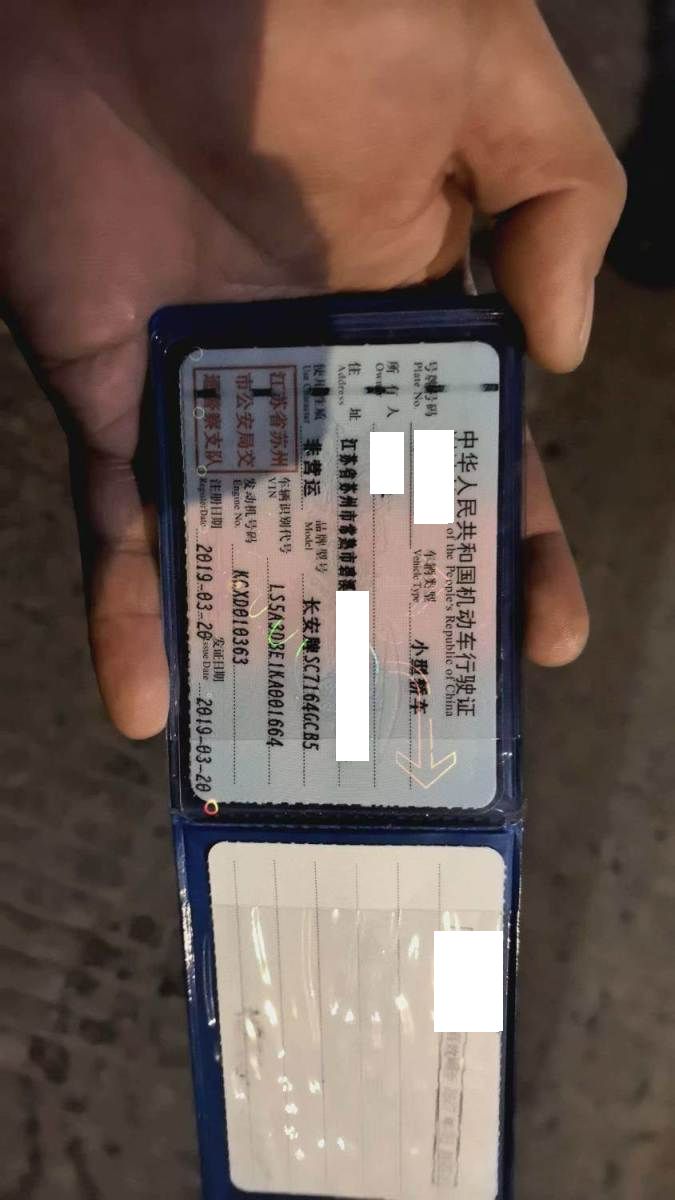 中华人民共和国机动车行驶证
of the People's Republic of China
号牌号码
Plate No.
车辆类型 小型轿车
Vehicle Type
所有人
Owner
住址 江苏省苏州市常熟市碧溪
Address
使用性质 非营运 品牌型号 长安牌SC7164GCB5
Use Character Model
江苏省苏州
市公安局交
通警察支队
车辆识别代号 LS5A3D3E1KA001664
VIN
发动机号码 KCXD010363
Engine No.
注册日期 2019-03-20 发证日期 2019-03-20
Register Date Issue Date